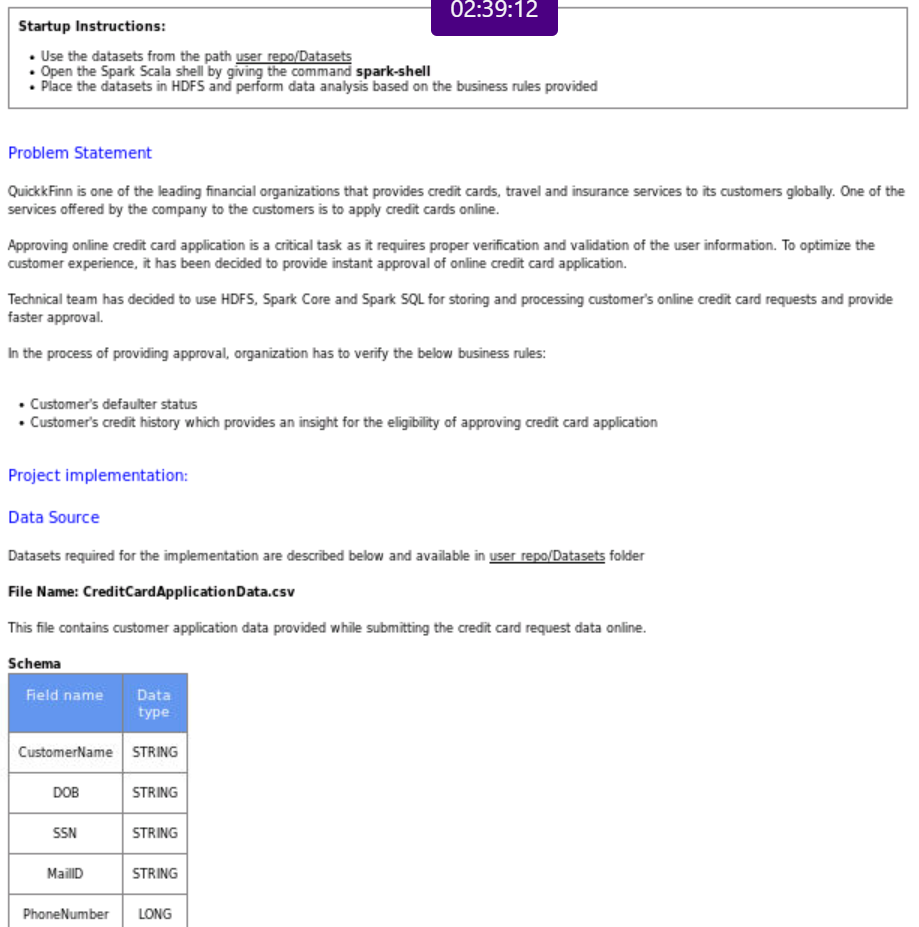 02:39:12
Startup Instructions:
• Use the datasets from the path user_repo/Datasets
• Open the Spark Scala shell by giving the command spark-shell
• Place the datasets in HDFS and perform data analysis based on the business rules provided
Problem Statement
QuickkFinn is one of the leading financial organizations that provides credit cards, travel and insurance services to its customers globally. One of the
services offered by the company to the customers is to apply credit cards online.
Approving online credit card application is a critical task as it requires proper verification and validation of the user information. To optimize the
customer experience, it has been decided to provide instant approval of online credit card application.
Technical team has decided to use HDFS, Spark Core and Spark SQL for storing and processing customer's online credit card requests and provide
faster approval.
In the process of providing approval, organization has to verify the below business rules:
• Customer's defaulter status
• Customer's credit history which provides an insight for the eligibility of approving credit card application
Project implementation:
Data Source
Datasets required for the implementation are described below and available in user_repo/Datasets folder
File Name: CreditCardApplicationData.csv
This file contains customer application data provided while submitting the credit card request data online.
Schema
Field name Data
type
CustomerName STRING
DOB STRING
SSN STRING
MailID STRING
PhoneNumber LONG